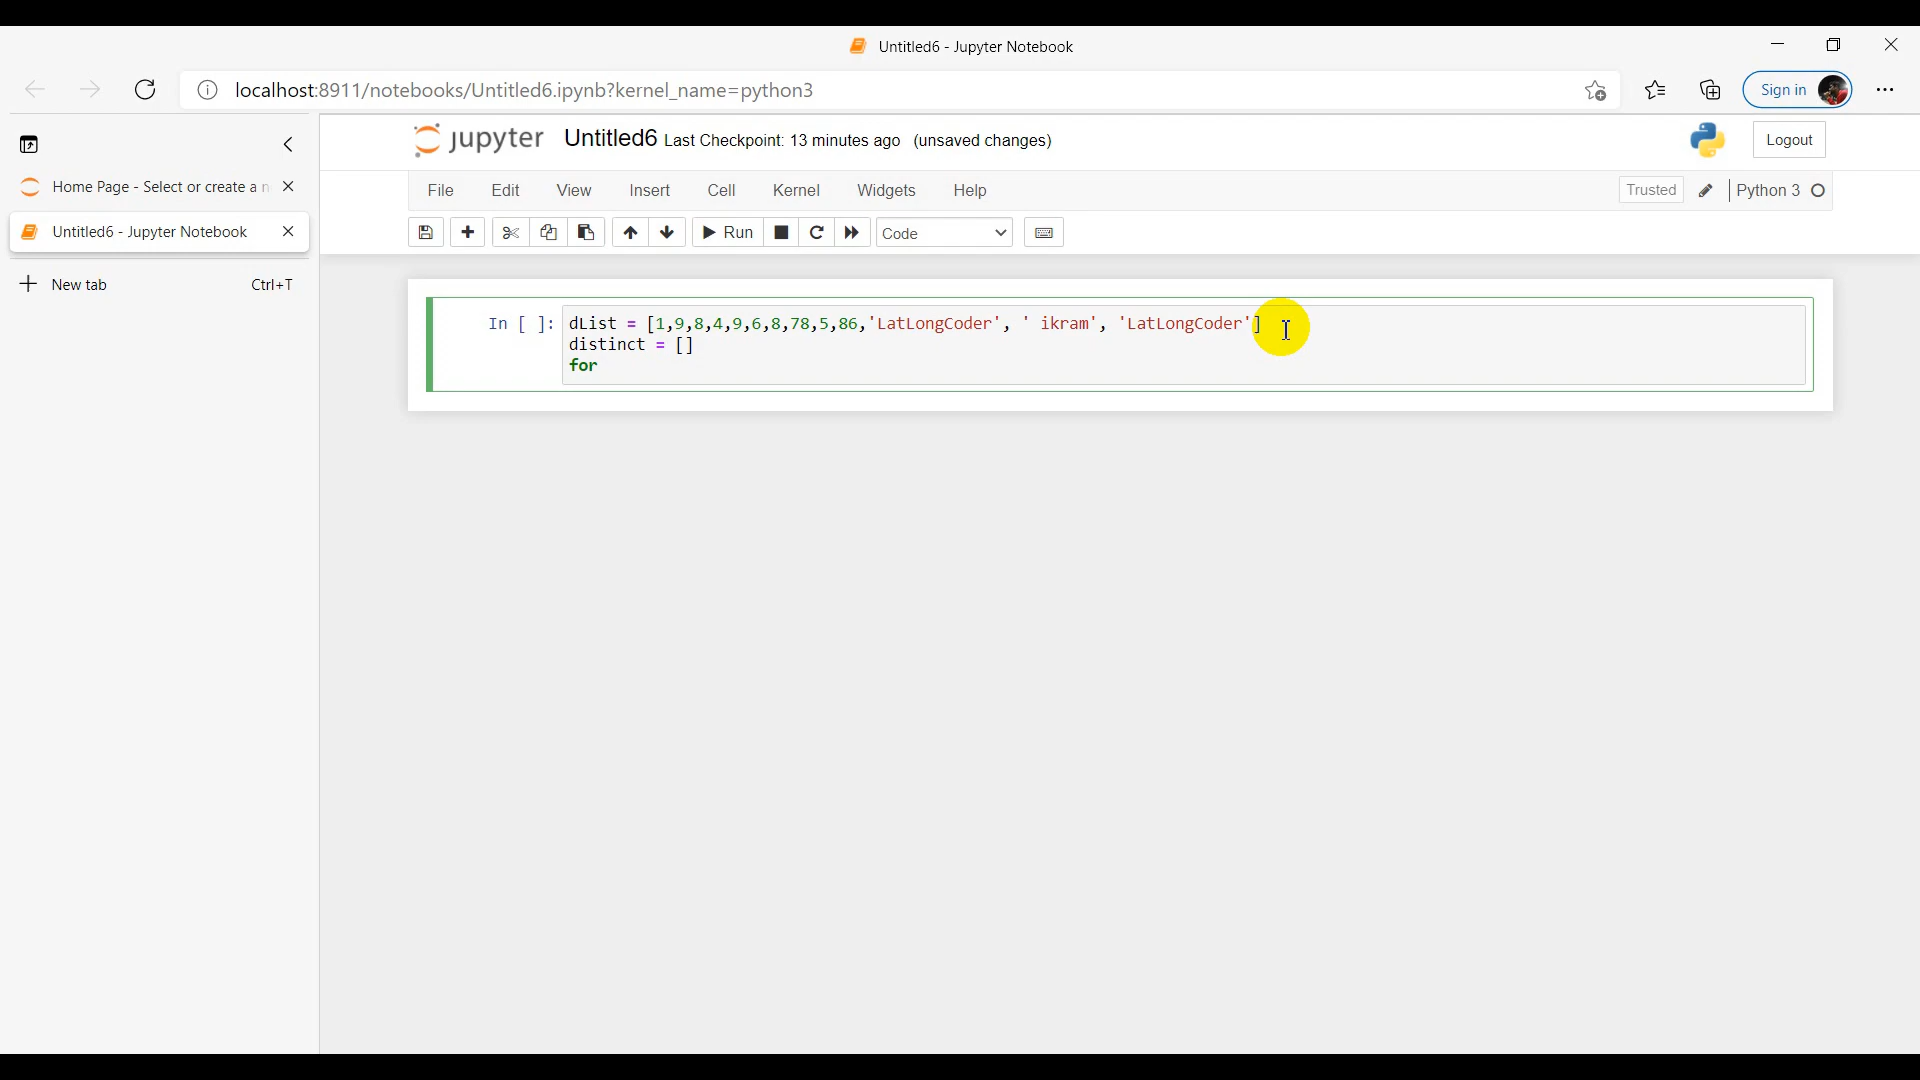 Untitled6 - Jupyter Notebook
localhost:8911/notebooks/Untitled6.ipynb?kernel_name=python3
Sign in
Home Page - Select or create a n
Untitled6 - Jupyter Notebook
New tab Ctrl+T
jupyter Untitled6 Last Checkpoint: 13 minutes ago (unsaved changes)
Logout
File Edit View Insert Cell Kernel Widgets Help
Trusted Python 3
Run Code
In [ ]: dList = [1,9,8,4,9,6,8,78,5,86,'LatLongCoder', ' ikram', 'LatLongCoder']
distinct = []
for